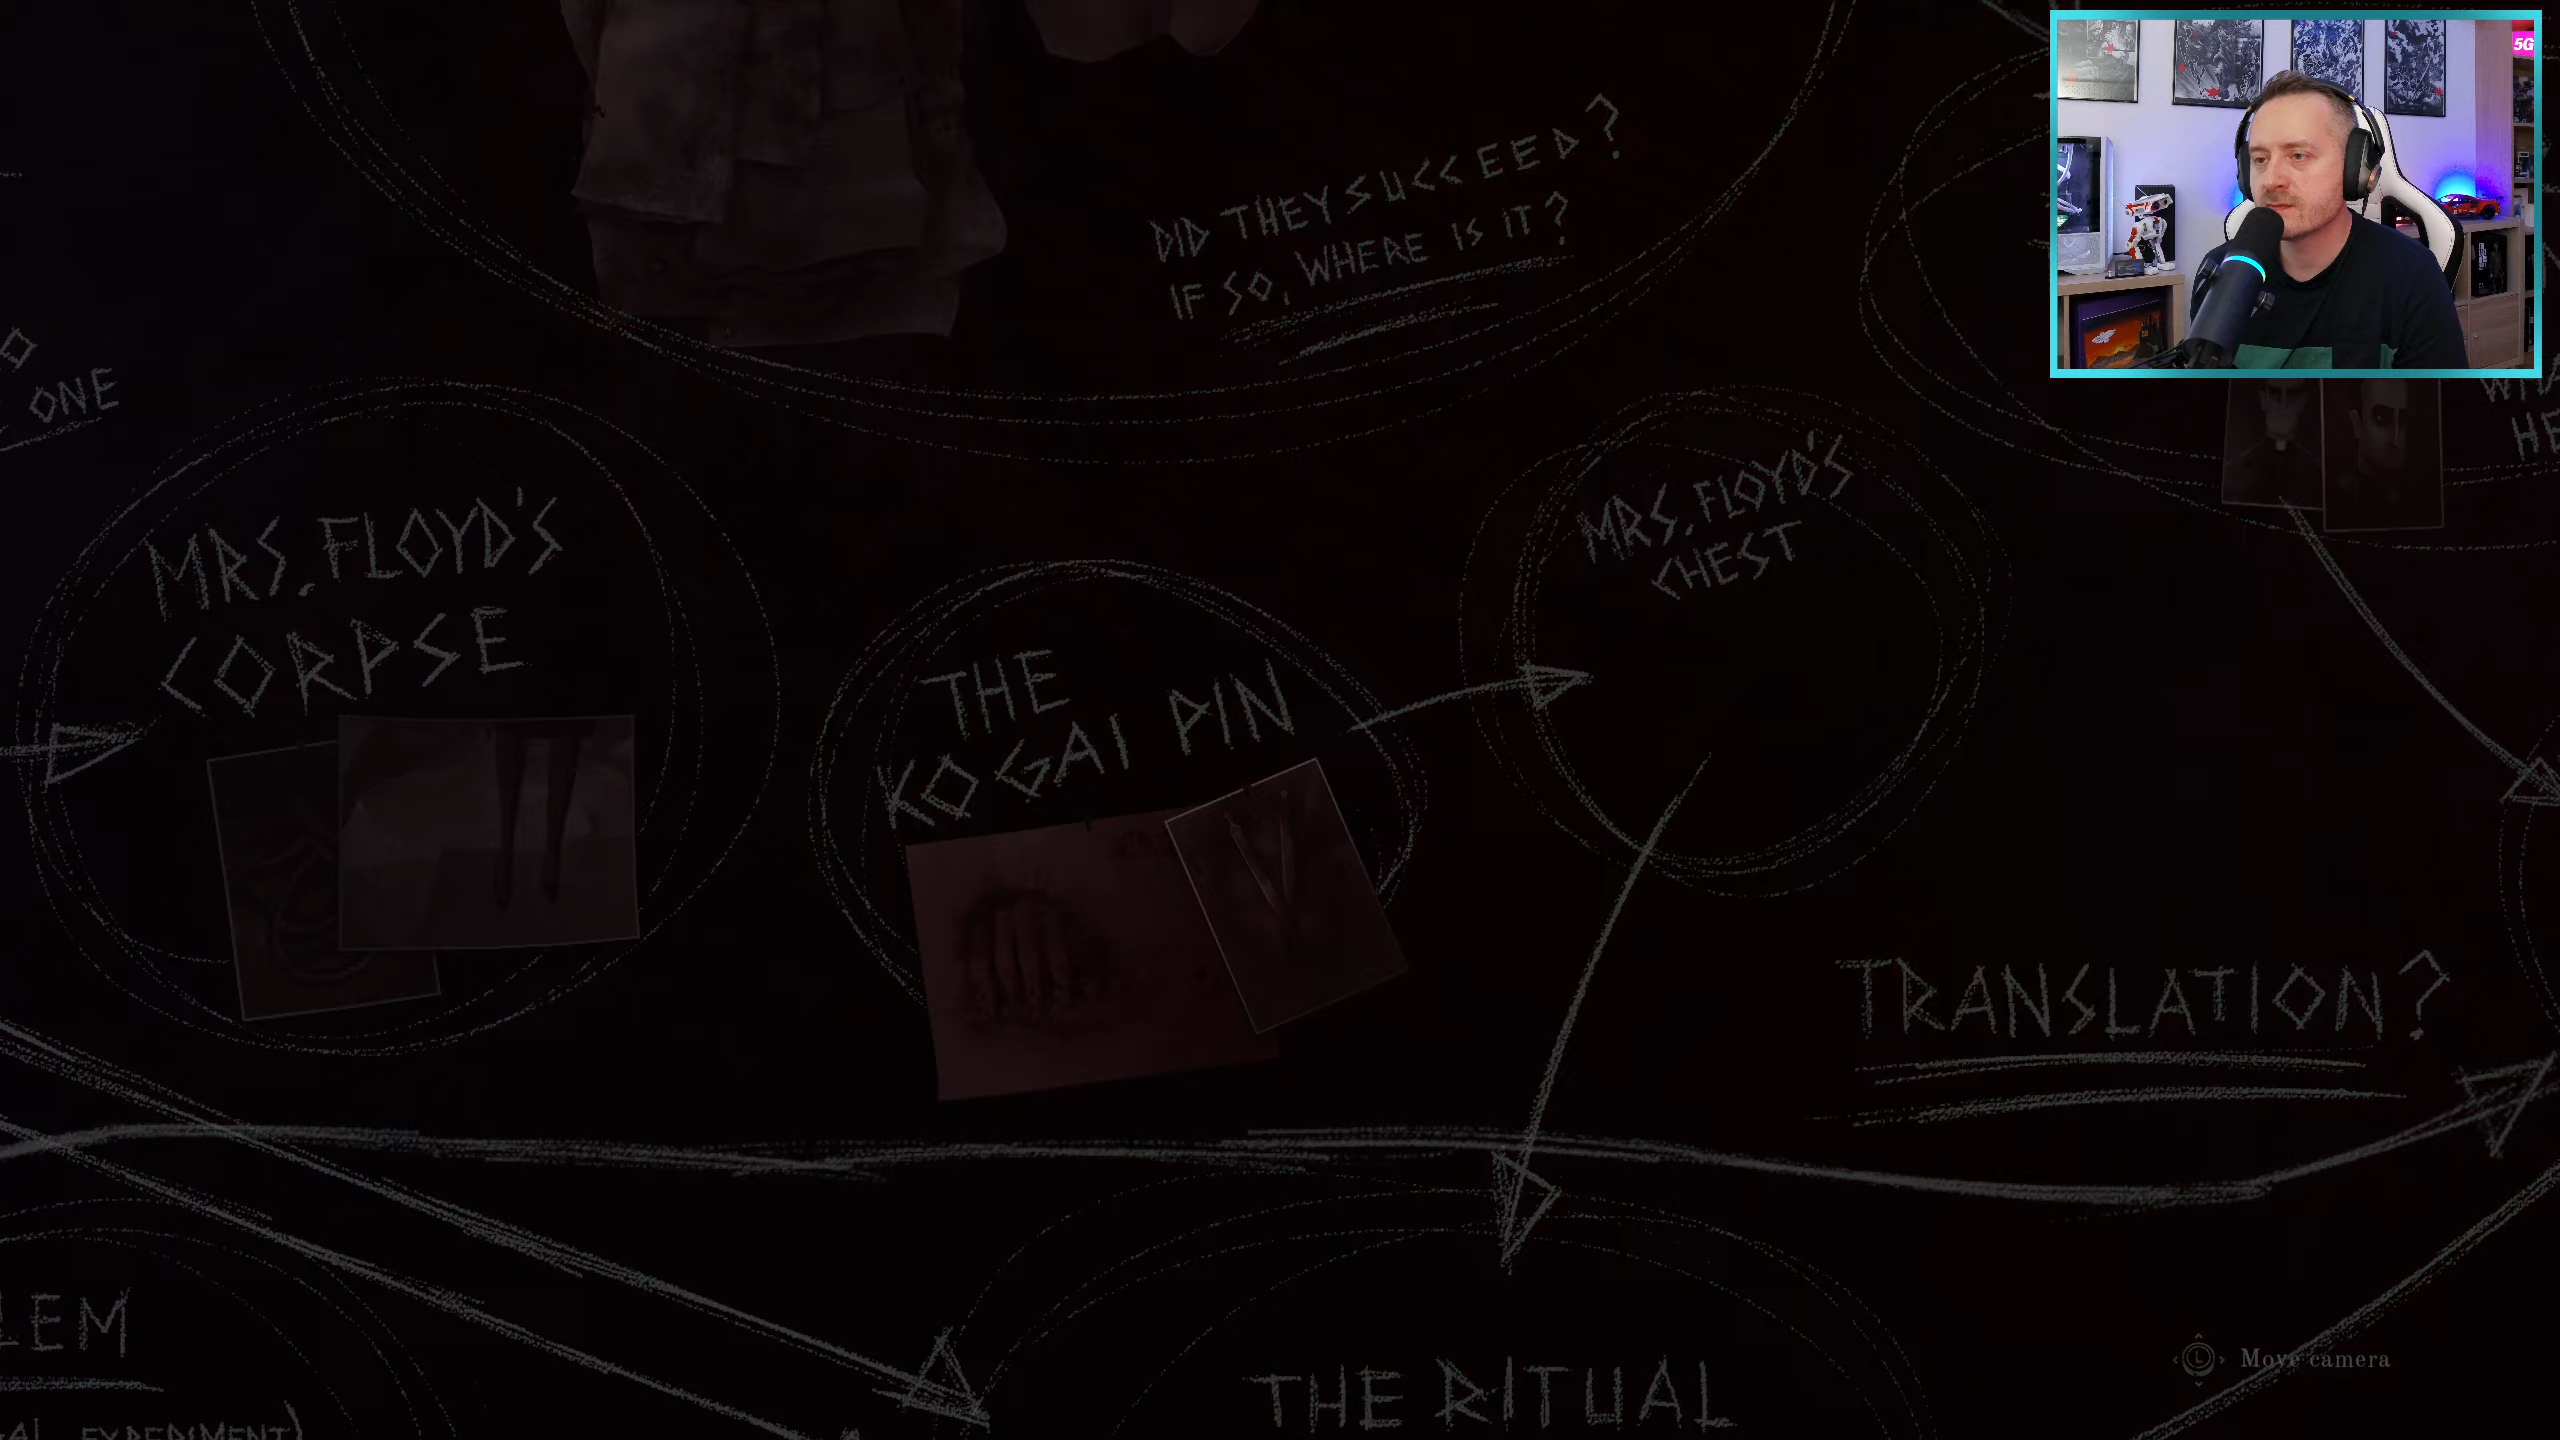 5G
DID THEY SUCCEED?
IF SO, WHERE IS IT?
ONE
MRS. FLOYD'S
CORPSE
MRS. FLOYD'S
CHEST
THE
KOGAI PIN
TRANSLATION?
THE RITUAL
L
Move camera